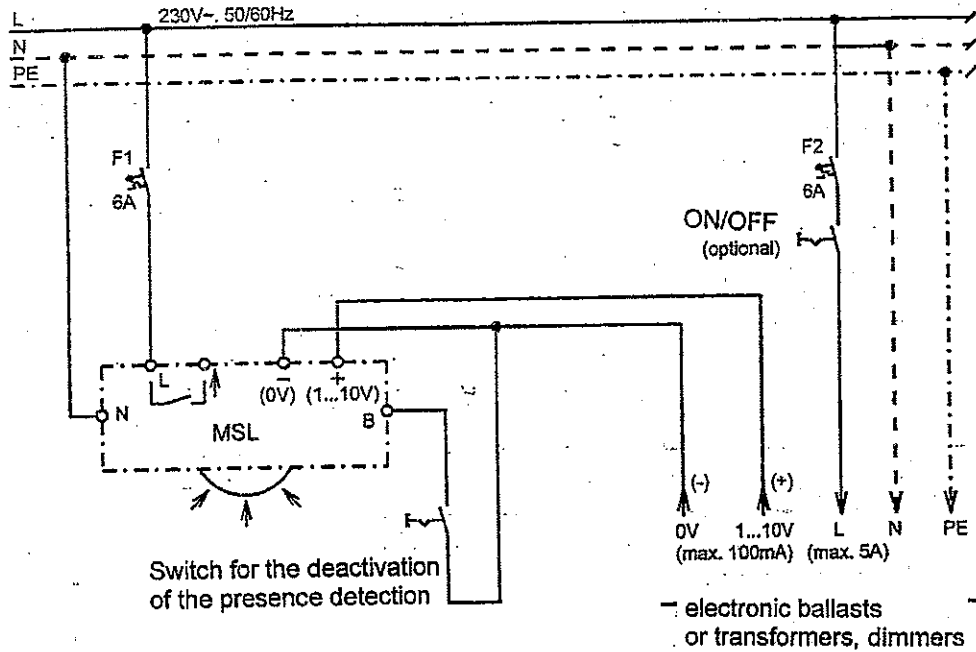 L
230V~. 50/60Hz
N
PE
F1
6A
F2
6A
ON/OFF
(optional)
L
−
(0V)
+
(1...10V)
N
MSL
B
(-)
(+)
0V
1...10V
L
N
PE
(max. 100mA)
(max. 5A)
Switch for the deactivation
of the presence detection
electronic ballasts
or transformers, dimmers